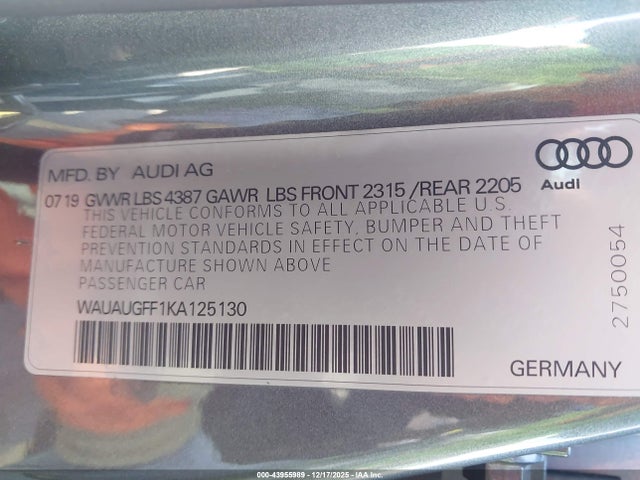 MFD. BY AUDI AG
Audi
07 19 GVWR LBS 4387 GAWR LBS FRONT 2315 /REAR 2205
THIS VEHICLE CONFORMS TO ALL APPLICABLE U.S.
FEDERAL MOTOR VEHICLE SAFETY, BUMPER AND THEFT
PREVENTION STANDARDS IN EFFECT ON THE DATE OF
MANUFACTURE SHOWN ABOVE
PASSENGER CAR
WAUAUGFF1KA125130
2750054
GERMANY
000-43955989 - 12/17/2025 - IAA Inc.